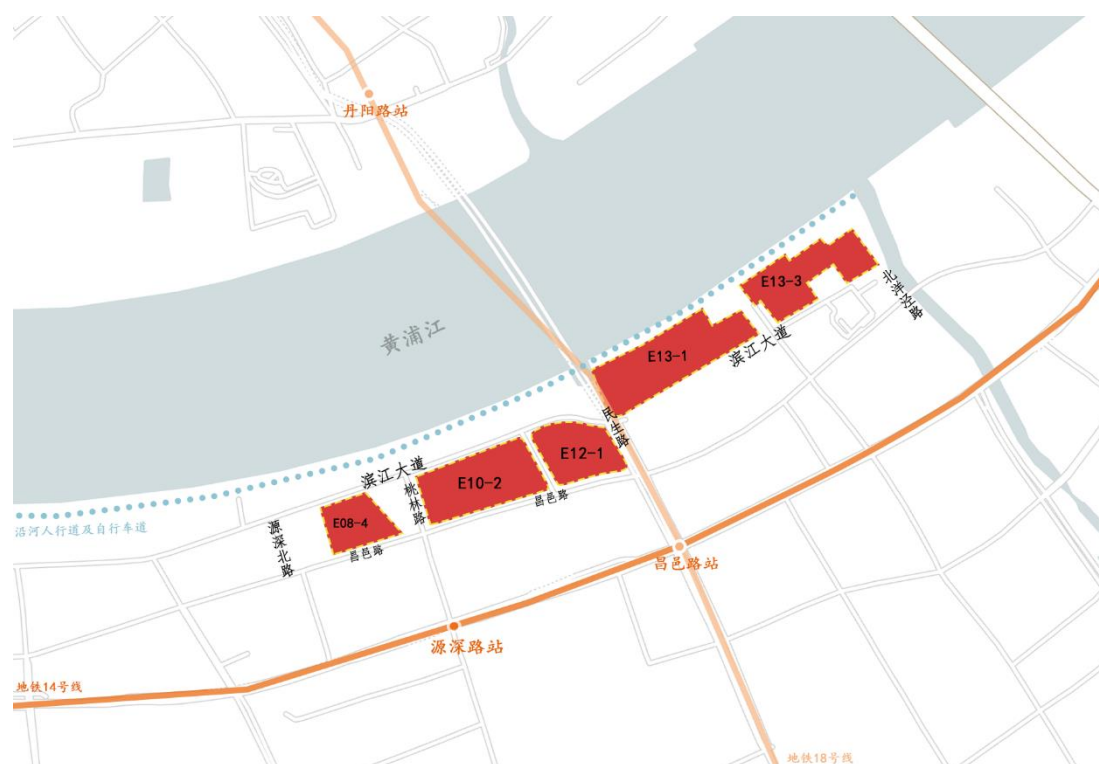 丹阳路站
黄浦江
E13-3
北洋泾路
E13-1
滨江大道
民生路
E12-1
滨江大道
桃林路
E10-2
昌邑路
沿河人行道及自行车道
源深北路
E08-4
昌邑路
昌邑路站
源深路站
地铁14号线
地铁18号线